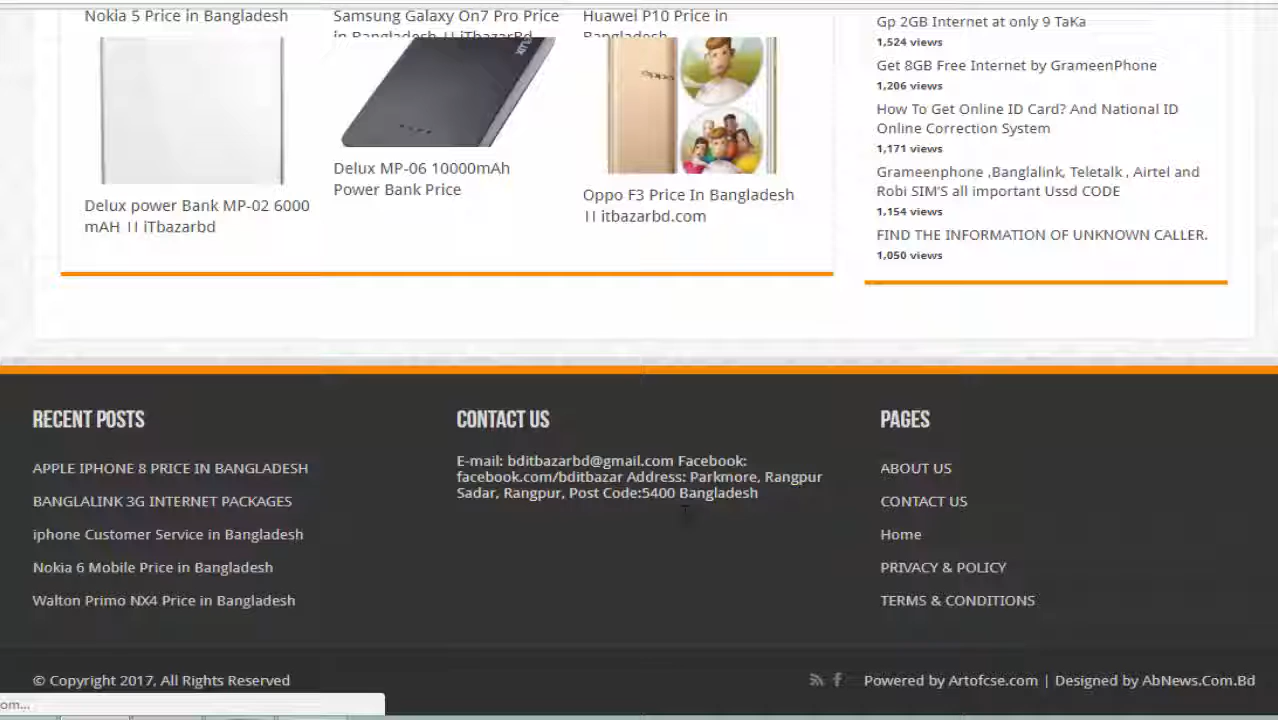 Nokia 5 Price in Bangladesh
Samsung Galaxy On7 Pro Price
in Bangladesh II iTbazarBd
Huawei P10 Price in
Bangladesh
oppo
Delux power Bank MP-02 6000
mAH II iTbazarbd
Delux MP-06 10000mAh
Power Bank Price
Oppo F3 Price In Bangladesh
II itbazarbd.com
Gp 2GB Internet at only 9 TaKa
1,524 views
Get 8GB Free Internet by GrameenPhone
1,206 views
How To Get Online ID Card? And National ID
Online Correction System
1,171 views
Grameenphone ,Banglalink, Teletalk , Airtel and
Robi SIM'S all important Ussd CODE
1,154 views
FIND THE INFORMATION OF UNKNOWN CALLER.
1,050 views
RECENT POSTS
APPLE IPHONE 8 PRICE IN BANGLADESH
BANGLALINK 3G INTERNET PACKAGES
iphone Customer Service in Bangladesh
Nokia 6 Mobile Price in Bangladesh
Walton Primo NX4 Price in Bangladesh
CONTACT US
E-mail: bditbazarbd@gmail.com Facebook:
facebook.com/bditbazar Address: Parkmore, Rangpur
Sadar, Rangpur, Post Code:5400 Bangladesh
PAGES
ABOUT US
CONTACT US
Home
PRIVACY & POLICY
TERMS & CONDITIONS
© Copyright 2017, All Rights Reserved
Powered by Artofcse.com | Designed by AbNews.Com.Bd
om...